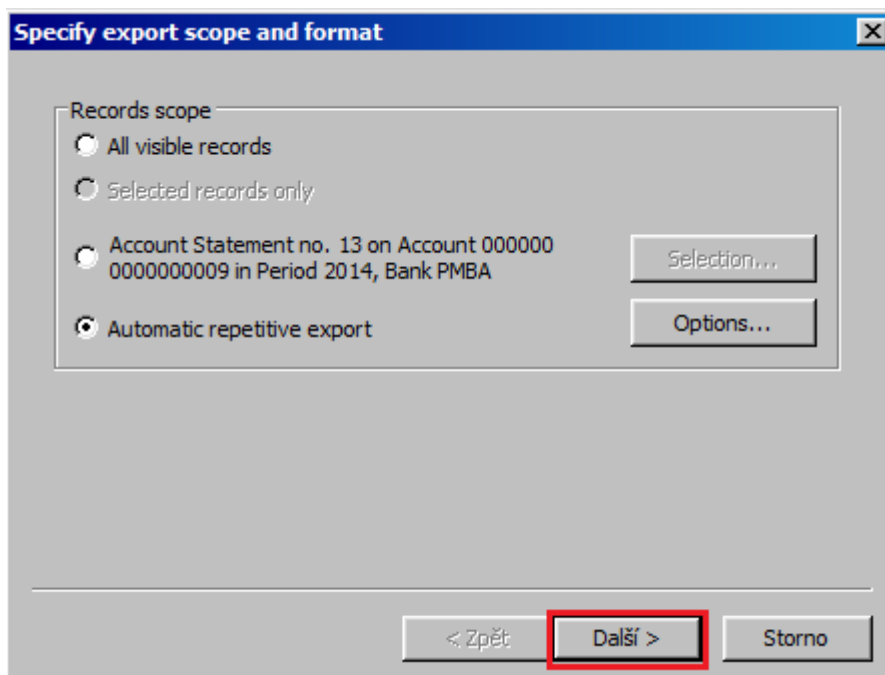 Specify export scope and format
Records scope
All visible records
Selected records only
Account Statement no. 13 on Account 000000
0000000009 in Period 2014, Bank PMBA
Selection...
Automatic repetitive export
Options...
< Zpět
Další >
Storno